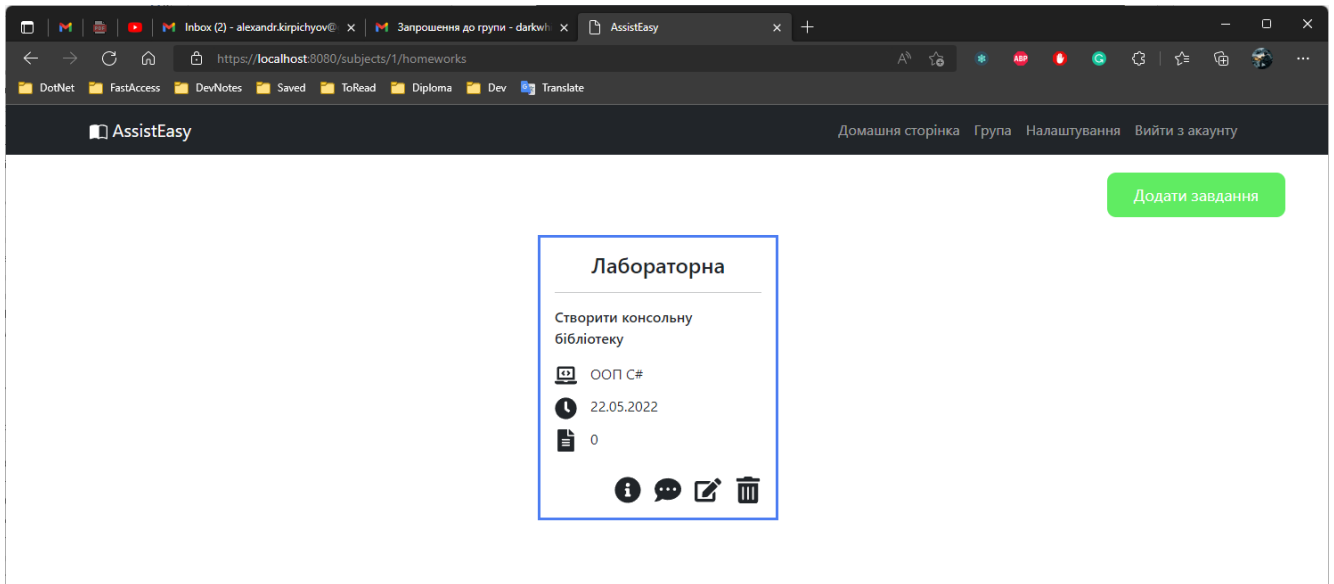 Inbox (2) - alexandr.kirpichyov@
Запрошення до групи - darkwh
AssistEasy
https://localhost:8080/subjects/1/homeworks
ABP
DotNet FastAccess DevNotes Saved ToRead Diploma Dev Translate
AssistEasy
Домашня сторінка Група Налаштування Вийти з акаунту
Додати завдання
Лабораторна
Створити консольну
бібліотеку
ООП C#
22.05.2022
0